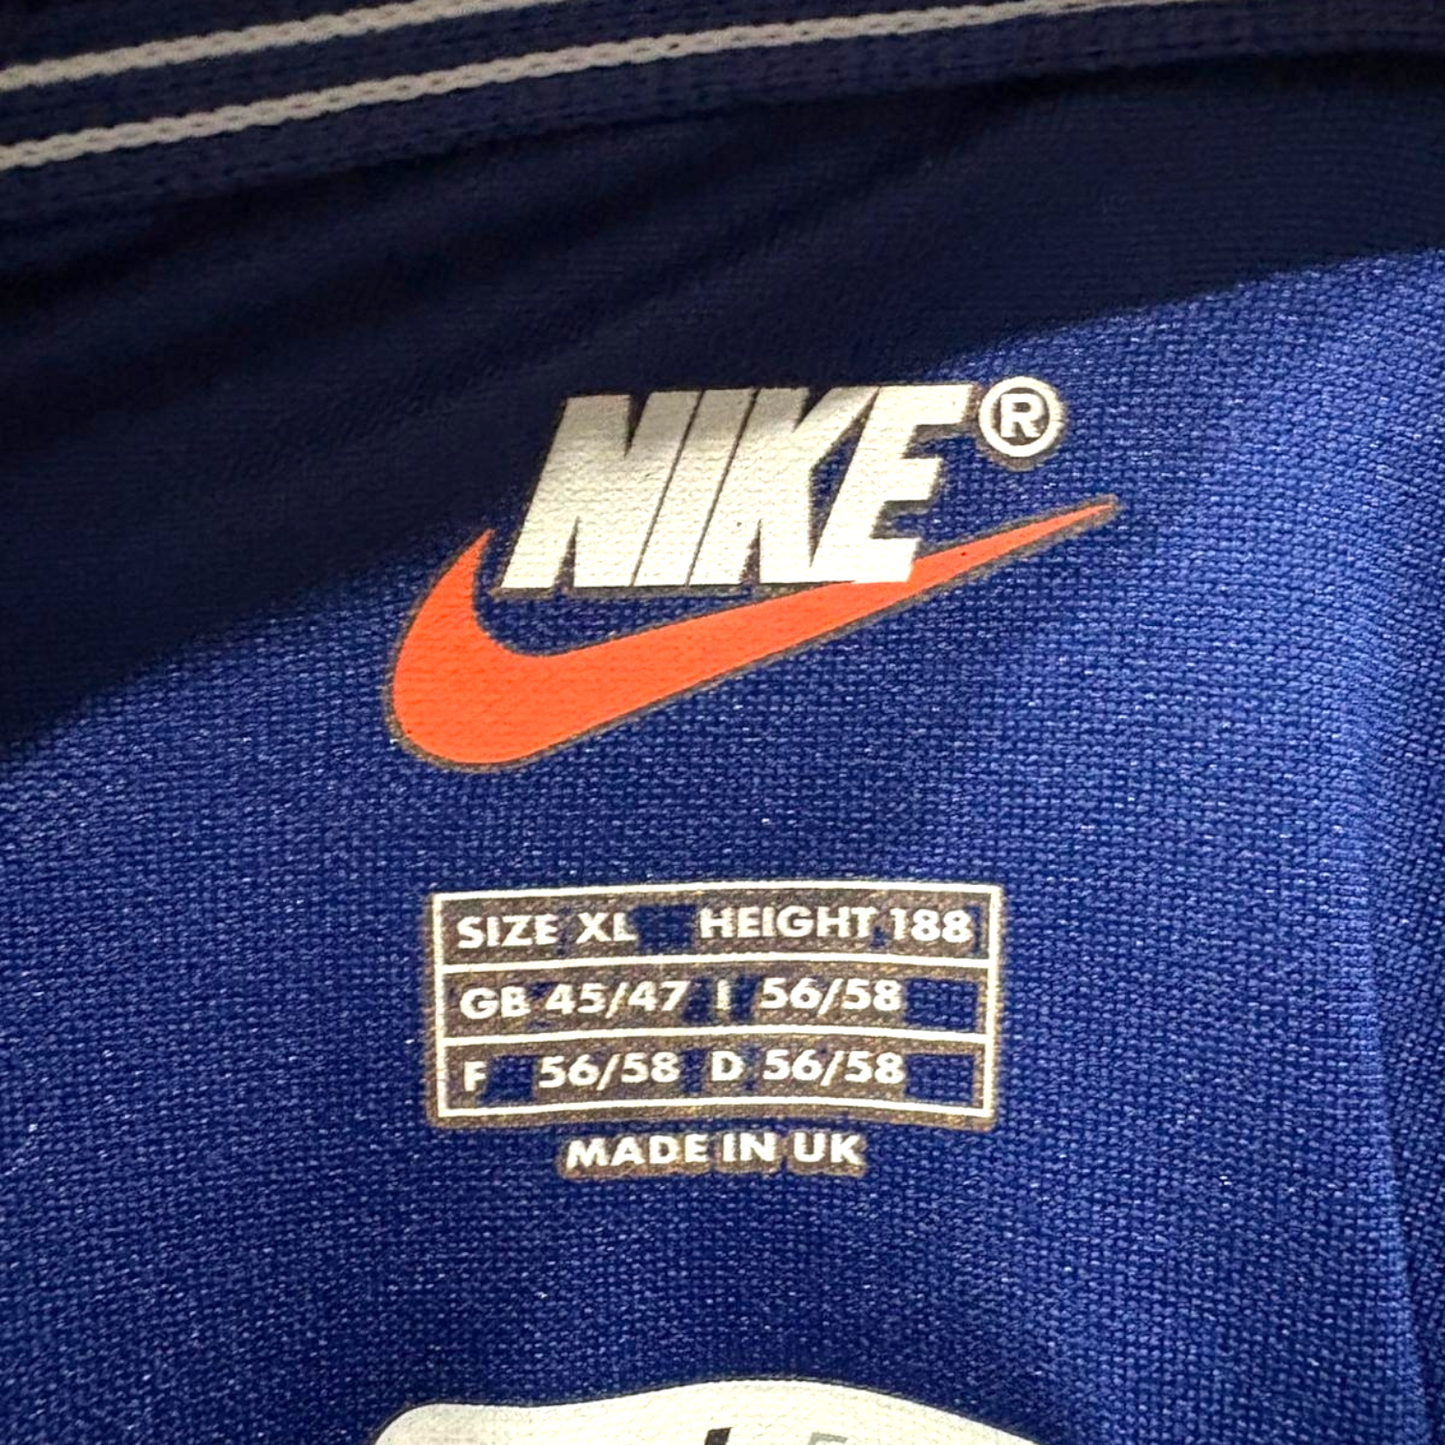 NIKE®
SIZE XL HEIGHT 188
GB 45/47 I 56/58
F 56/58 D 56/58
MADE IN UK